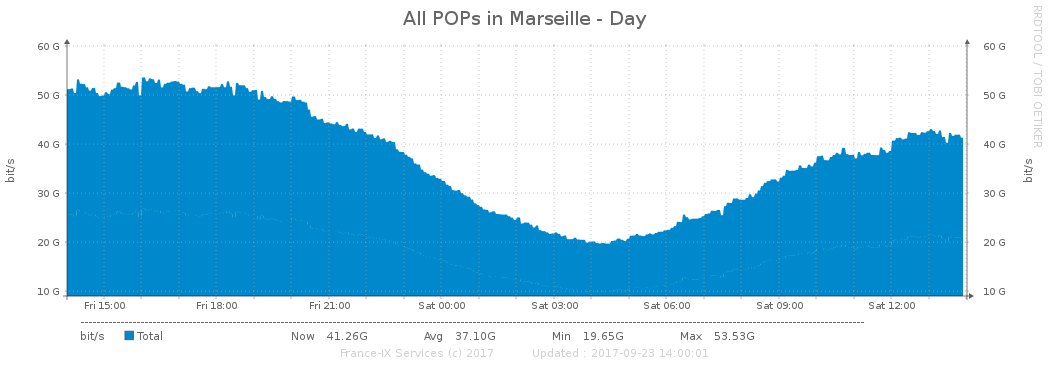 All POPs in Marseille - Day
RRDTOOL / TOBI OETIKER
60 G 60 G
50 G 50 G
40 G 40 G
bit/s bit/s
30 G 30 G
20 G 20 G
10 G 10 G
Fri 15:00 Fri 18:00 Fri 21:00 Sat 00:00 Sat 03:00 Sat 06:00 Sat 09:00 Sat 12:00
bit/s Total Now 41.26G Avg 37.10G Min 19.65G Max 53.53G
France-IX Services (c) 2017 Updated : 2017-09-23 14:00:01